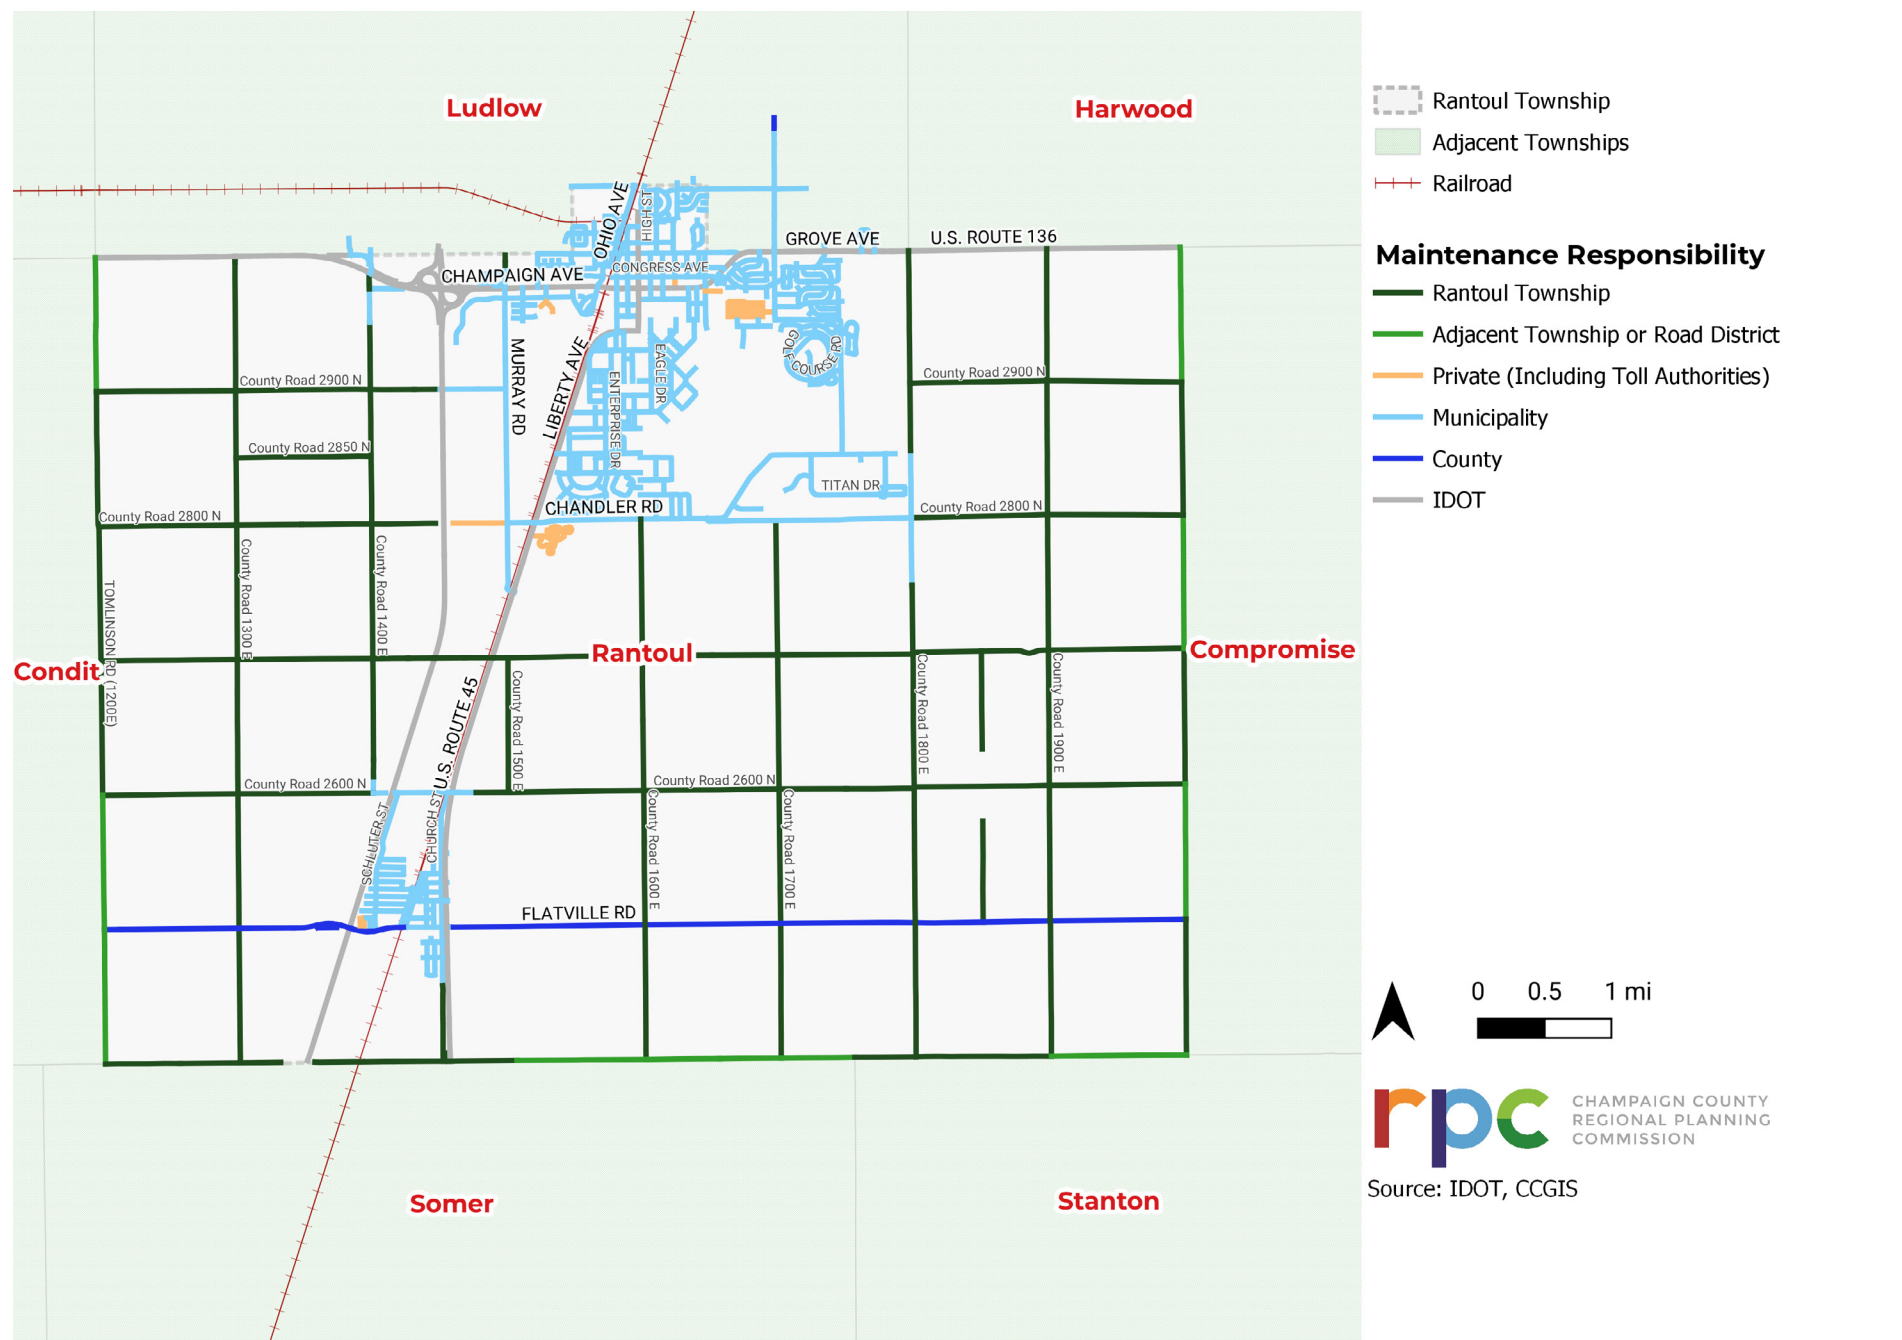 Ludlow
Harwood
OHIO AVE
HIGH ST
GROVE AVE
U.S. ROUTE 136
CHAMPAIGN AVE
CONGRESS AVE
MURRAY RD
LIBERTY AVE
EAGLE DR
ENTERPRISE DR
GOLF COURSE RD
County Road 2900 N
County Road 2900 N
County Road 2850 N
TITAN DR
County Road 2800 N
CHANDLER RD
County Road 2800 N
TOMLINSON RD (1200E)
County Road 1300 E
County Road 1400 E
Condit
Rantoul
Compromise
County Road 1500 E
U.S. ROUTE 45
County Road 1800 E
County Road 1900 E
County Road 2600 N
County Road 2600 N
SCHLUTER ST
CHURCH ST
County Road 1600 E
County Road 1700 E
FLATVILLE RD
Somer
Stanton
Rantoul Township
Adjacent Townships
Railroad
Maintenance Responsibility
Rantoul Township
Adjacent Township or Road District
Private (Including Toll Authorities)
Municipality
County
IDOT
0 0.5 1 mi
rpc
CHAMPAIGN COUNTY
REGIONAL PLANNING
COMMISSION
Source: IDOT, CCGIS